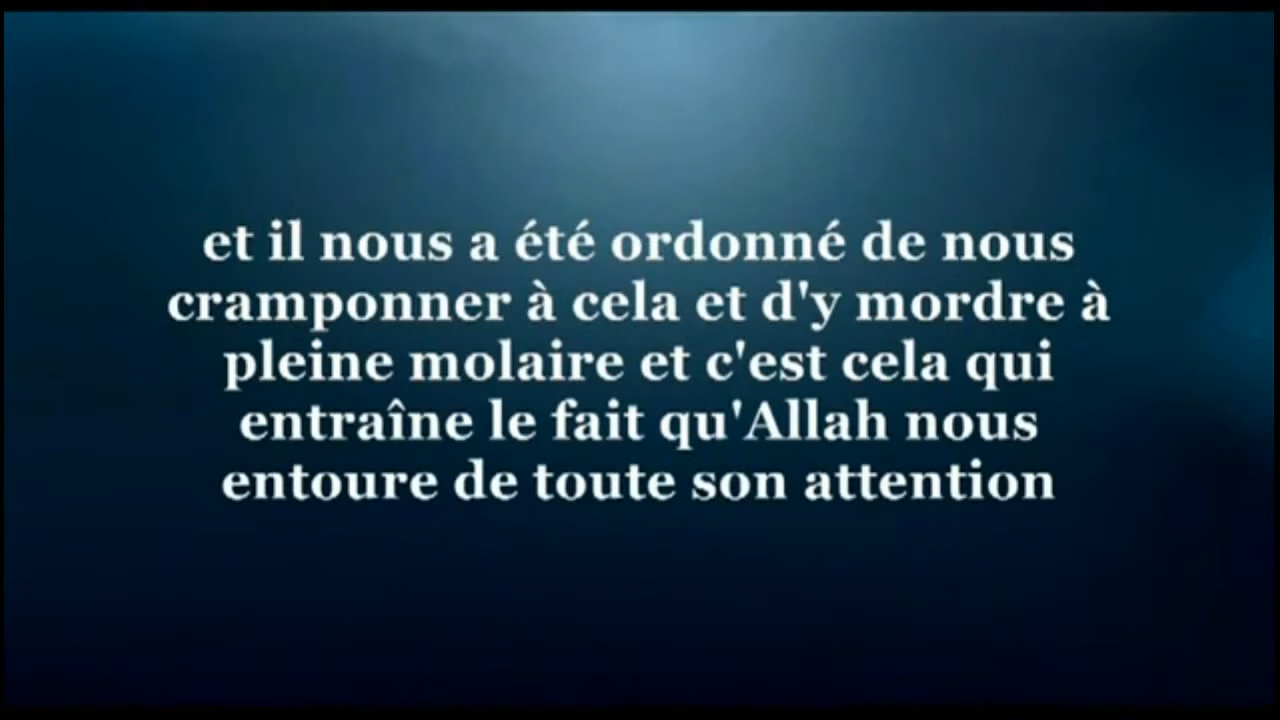 et il nous a été ordonné de nous
cramponner à cela et d'y mordre à
pleine molaire et c'est cela qui
entraîne le fait qu'Allah nous
entoure de toute son attention